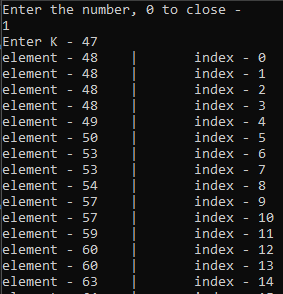 Enter the number, 0 to close -
1
Enter K - 47
element - 48 | index - 0
element - 48 | index - 1
element - 48 | index - 2
element - 48 | index - 3
element - 49 | index - 4
element - 50 | index - 5
element - 53 | index - 6
element - 53 | index - 7
element - 54 | index - 8
element - 57 | index - 9
element - 57 | index - 10
element - 59 | index - 11
element - 60 | index - 12
element - 60 | index - 13
element - 63 | index - 14